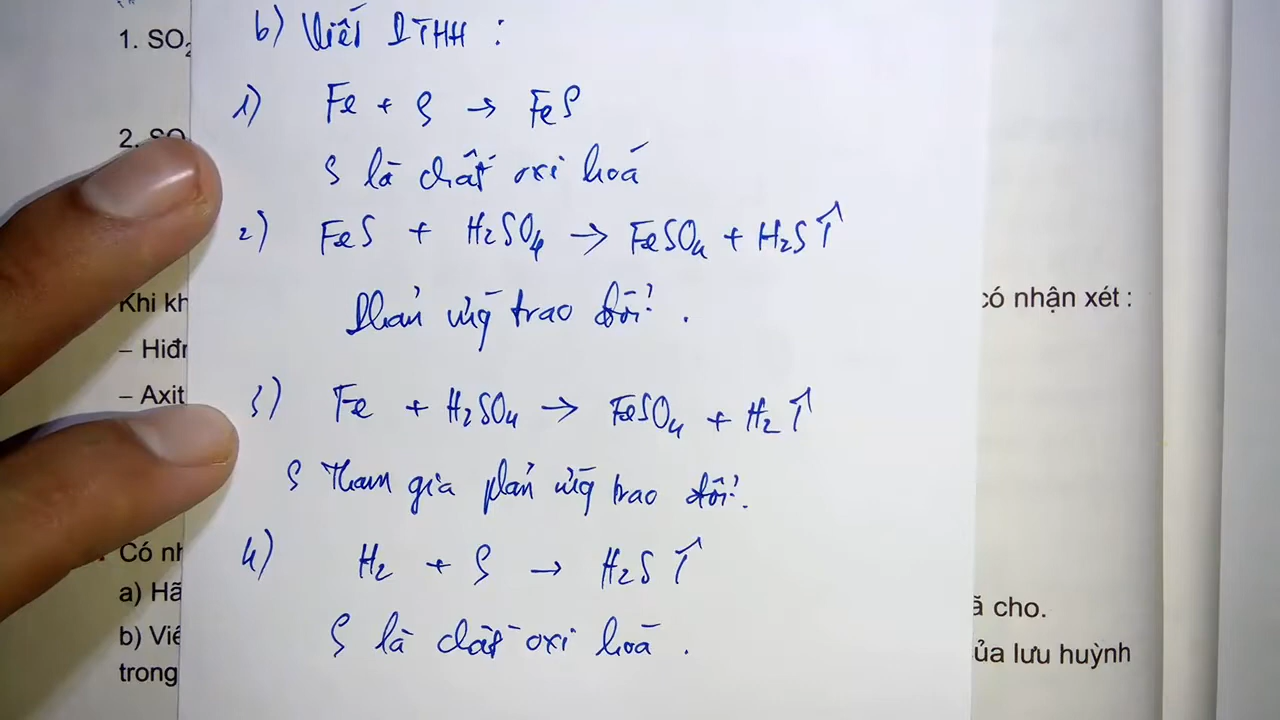 1. SO₂
b) Viết PTHH :
1) Fe + S → FeS
2. SO
S là chất oxi hoá
2) FeS + H₂SO₄ → FeSO₄ + H₂S ↑
Khi kh
có nhận xét :
Phản ứng trao đổi .
– Hiđr
– Axit
3) Fe + H₂SO₄ → FeSO₄ + H₂ ↑
S Tham gia phản ứng trao đổi.
Có nh
4) H₂ + S → H₂S ↑
a) Hã
ã cho.
b) Viế
S là chất oxi hoá .
ủa lưu huỳnh
trong